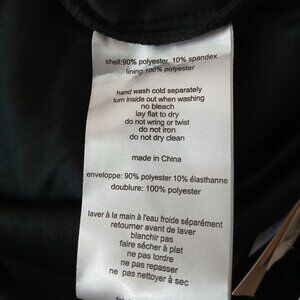 shell:90% polyester 10% spandex
lining:100% polyester
hand wash cold separately
turn inside out when washing
no bleach
lay flat to dry
do not wring or twist
do not iron
do not dry clean
made in China
enveloppe: 90% polyester 10% élasthanne
doublure: 100% polyester
laver à la main à l'eau froide séparément
retourner avant de laver
blanchir pas
faire sécher à plat
ne pas tordre
ne pas repasser
ne pas nettoyer à sec